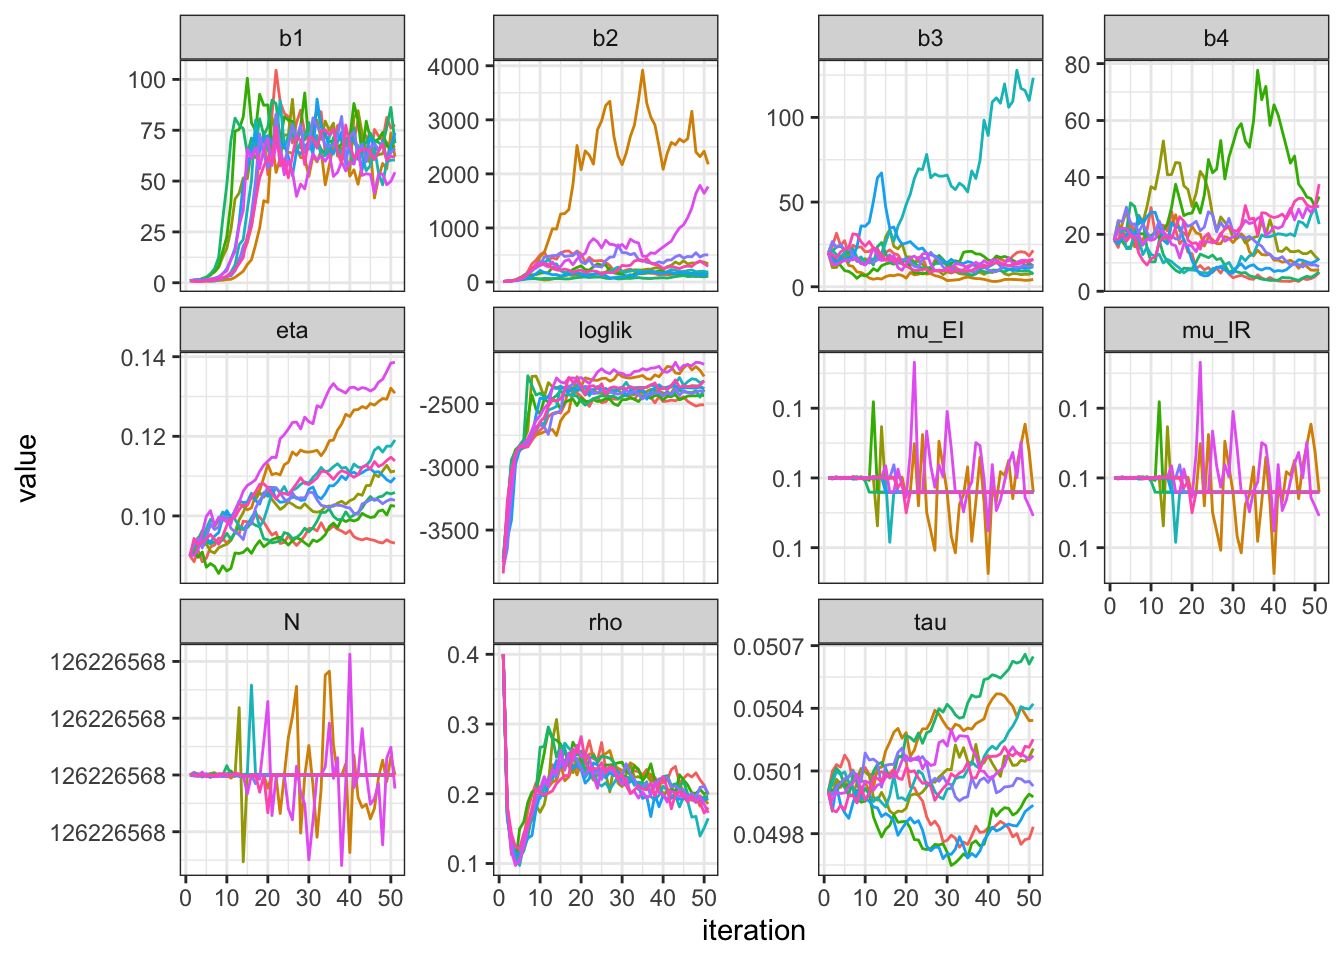 b1
b2
b3
b4
100
75
50
25
0
4000
3000
2000
1000
0
100
50
0
80
60
40
20
0
eta
loglik
mu_EI
mu_IR
0.14
0.12
0.10
-2500
-3000
-3500
0.1
0.1
0.1
0.1
0.1
0.1
0 10 20 30 40 50
value
N
rho
tau
126226568
126226568
126226568
126226568
0.4
0.3
0.2
0.1
0.0507
0.0504
0.0501
0.0498
0 10 20 30 40 50
0 10 20 30 40 50
0 10 20 30 40 50
iteration